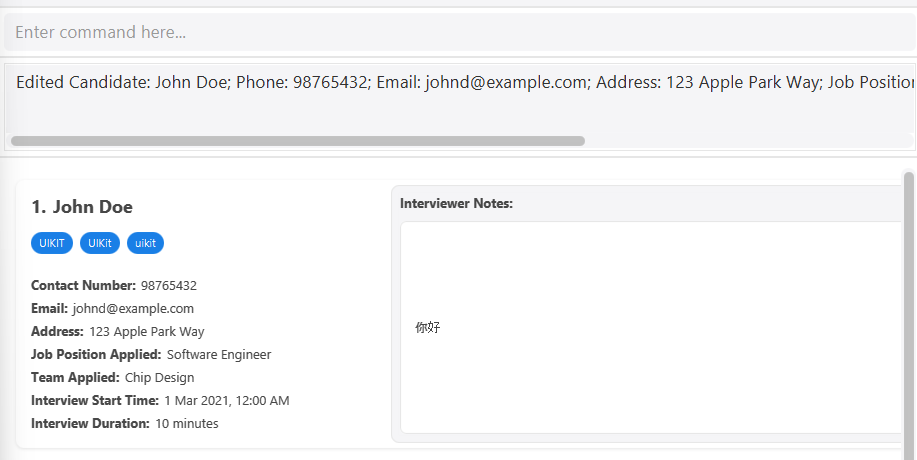 Enter command here...
Edited Candidate: John Doe; Phone: 98765432; Email: johnd@example.com; Address: 123 Apple Park Way; Job Position
1. John Doe
UIKIT UIKit uikit
Contact Number: 98765432
Email: johnd@example.com
Address: 123 Apple Park Way
Job Position Applied: Software Engineer
Team Applied: Chip Design
Interview Start Time: 1 Mar 2021, 12:00 AM
Interview Duration: 10 minutes
Interviewer Notes:
你好